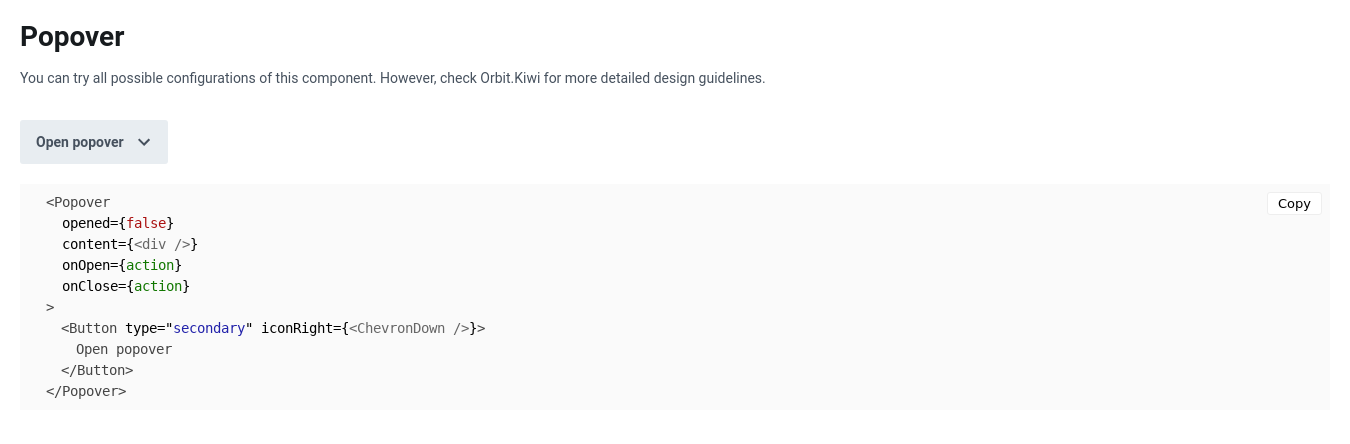 Popover
You can try all possible configurations of this component. However, check Orbit.Kiwi for more detailed design guidelines.
Open popover
Copy
<Popover
  opened={false}
  content={<div />}
  onOpen={action}
  onClose={action}
>
  <Button type="secondary" iconRight={<ChevronDown />}>
    Open popover
  </Button>
</Popover>